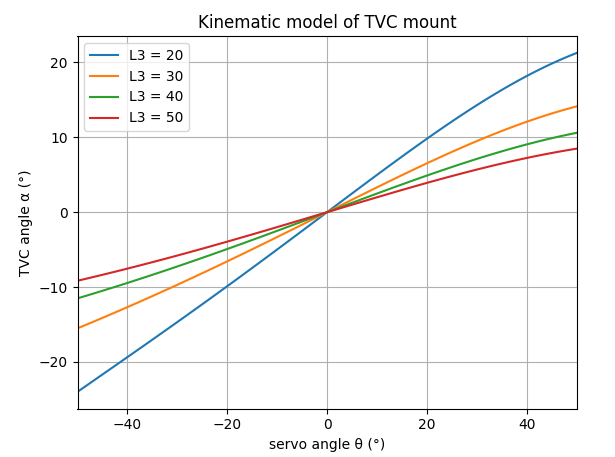 Kinematic model of TVC mount
L3 = 20
L3 = 30
L3 = 40
L3 = 50
20
10
0
−10
−20
TVC angle α (°)
−40 −20 0 20 40
servo angle θ (°)